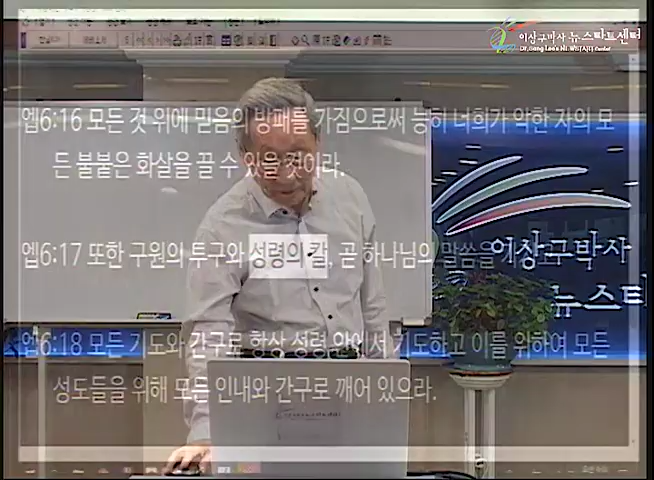 이상구박사 뉴스타트센터
Dr.Sang Lee's NEWSTART Center
엡6:16 모든 것 위에 믿음의 방패를 가짐으로써 능히 너희가 악한 자의 모
든 불붙은 화살을 끌 수 있을 것이라.
엡6:17 또한 구원의 투구와 성령의 칼, 곧 하나님의 말씀을
이상구박사
뉴스타
엡6:18 모든 기도와 간구로 항상 성령 안에서 기도하고 이를 위하여 모든
성도들을 위해 모든 인내와 간구로 깨어 있으라.